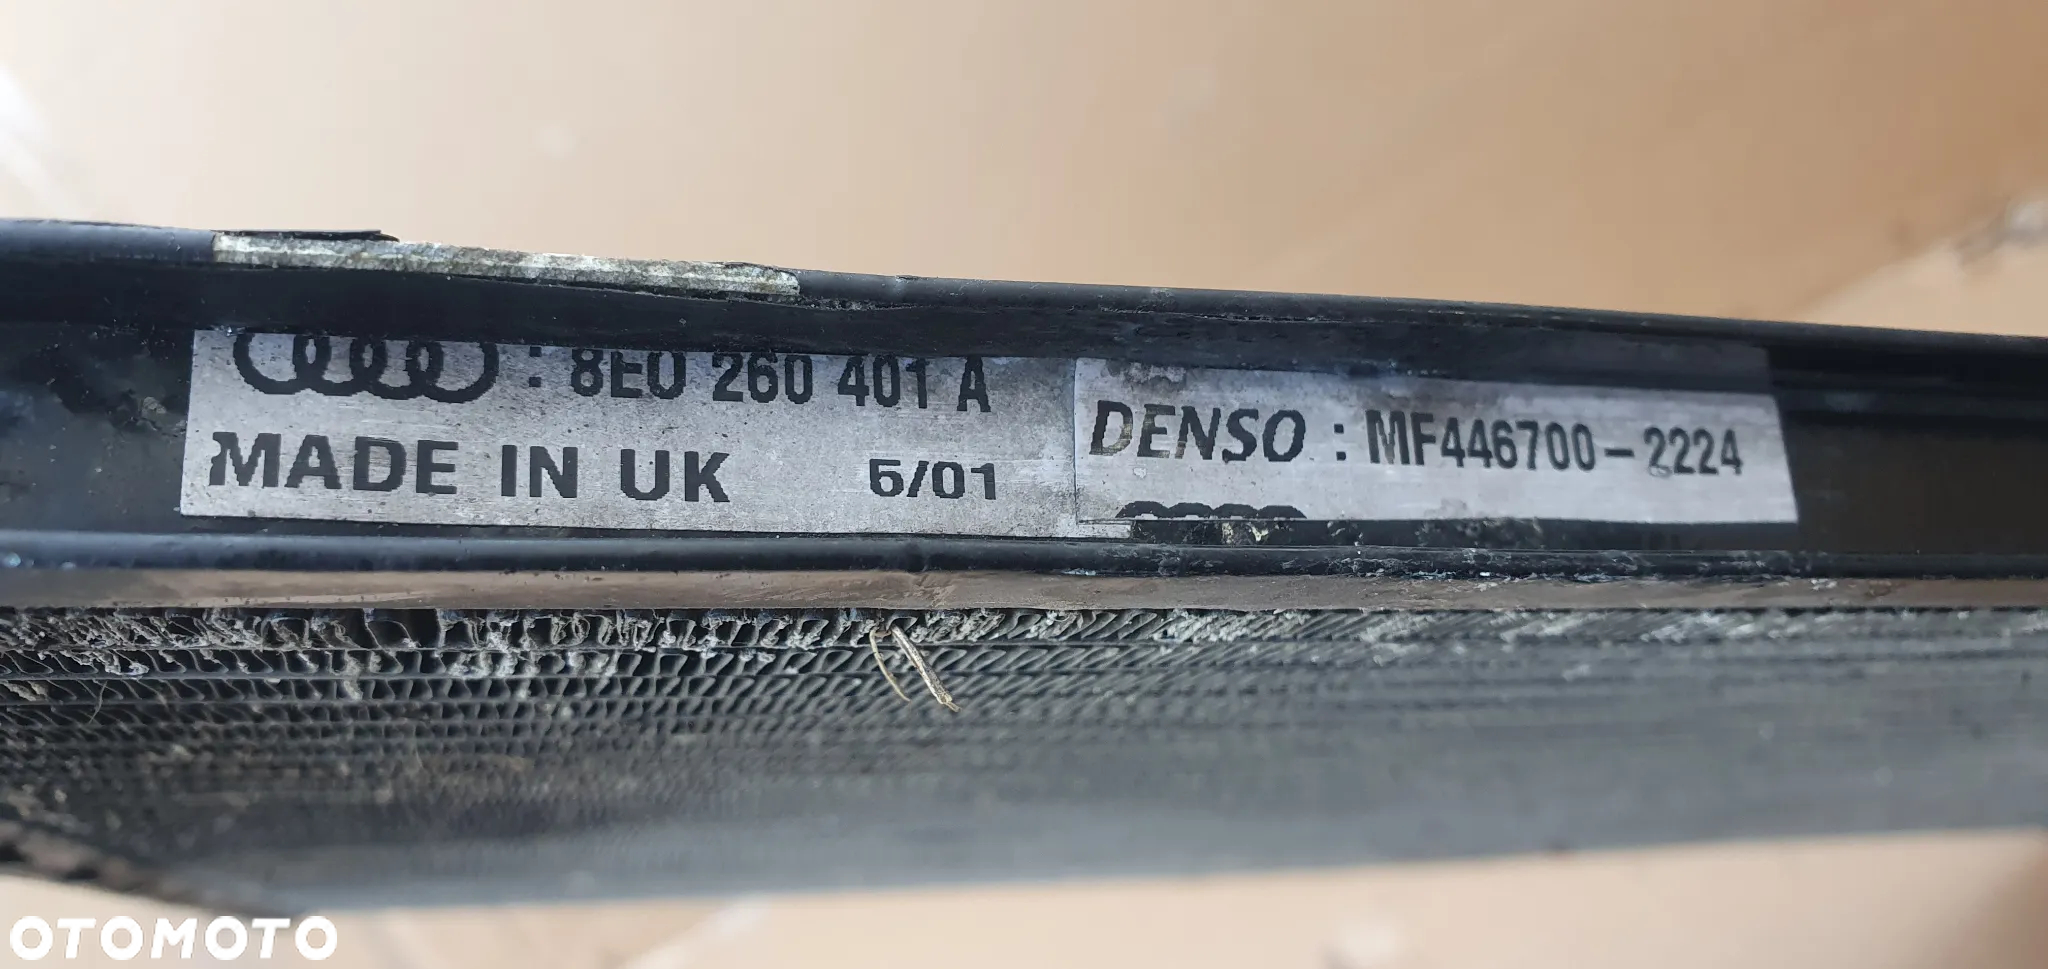 : 8E0 260 401 A
MADE IN UK 5/01
DENSO : MF446700-2224
OTOMOTO